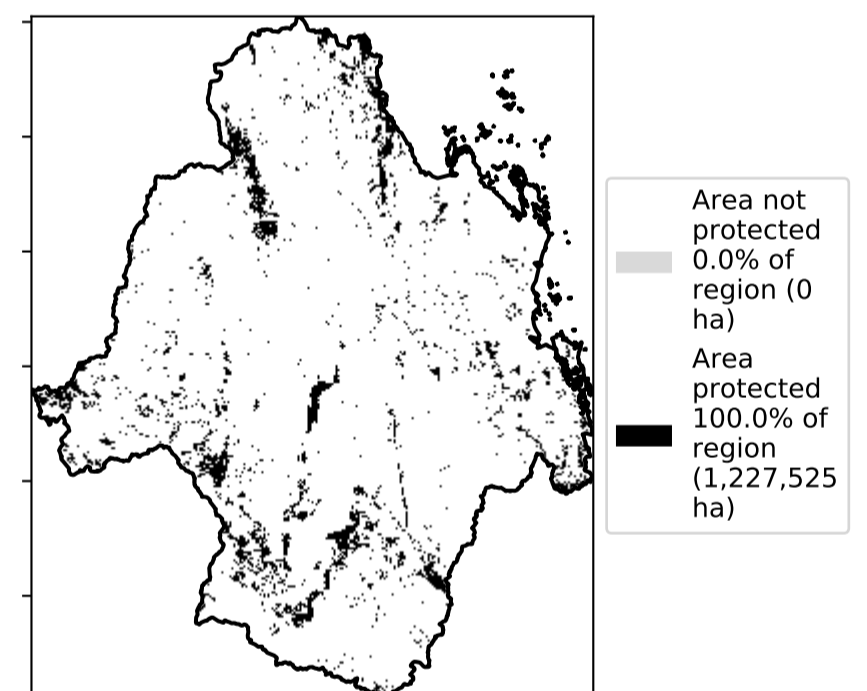 Area not
protected
0.0% of
region (0
ha)
Area
protected
100.0% of
region
(1,227,525
ha)